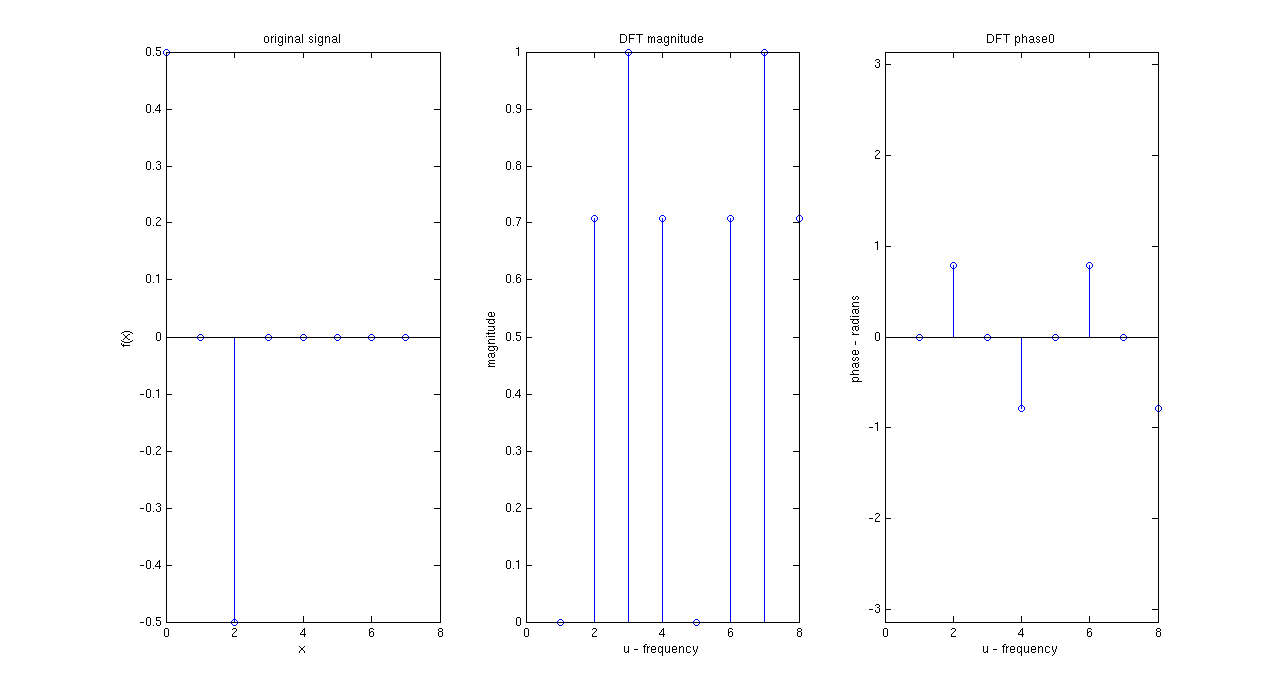 original signal
0.5
0.4
0.3
0.2
0.1
0
-0.1
-0.2
-0.3
-0.4
-0.5
f(x)
0 2 4 6 8
x
DFT magnitude
1
0.9
0.8
0.7
0.6
0.5
0.4
0.3
0.2
0.1
0
magnitude
0 2 4 6 8
u - frequency
DFT phase0
3
2
1
0
-1
-2
-3
phase - radians
0 2 4 6 8
u - frequency